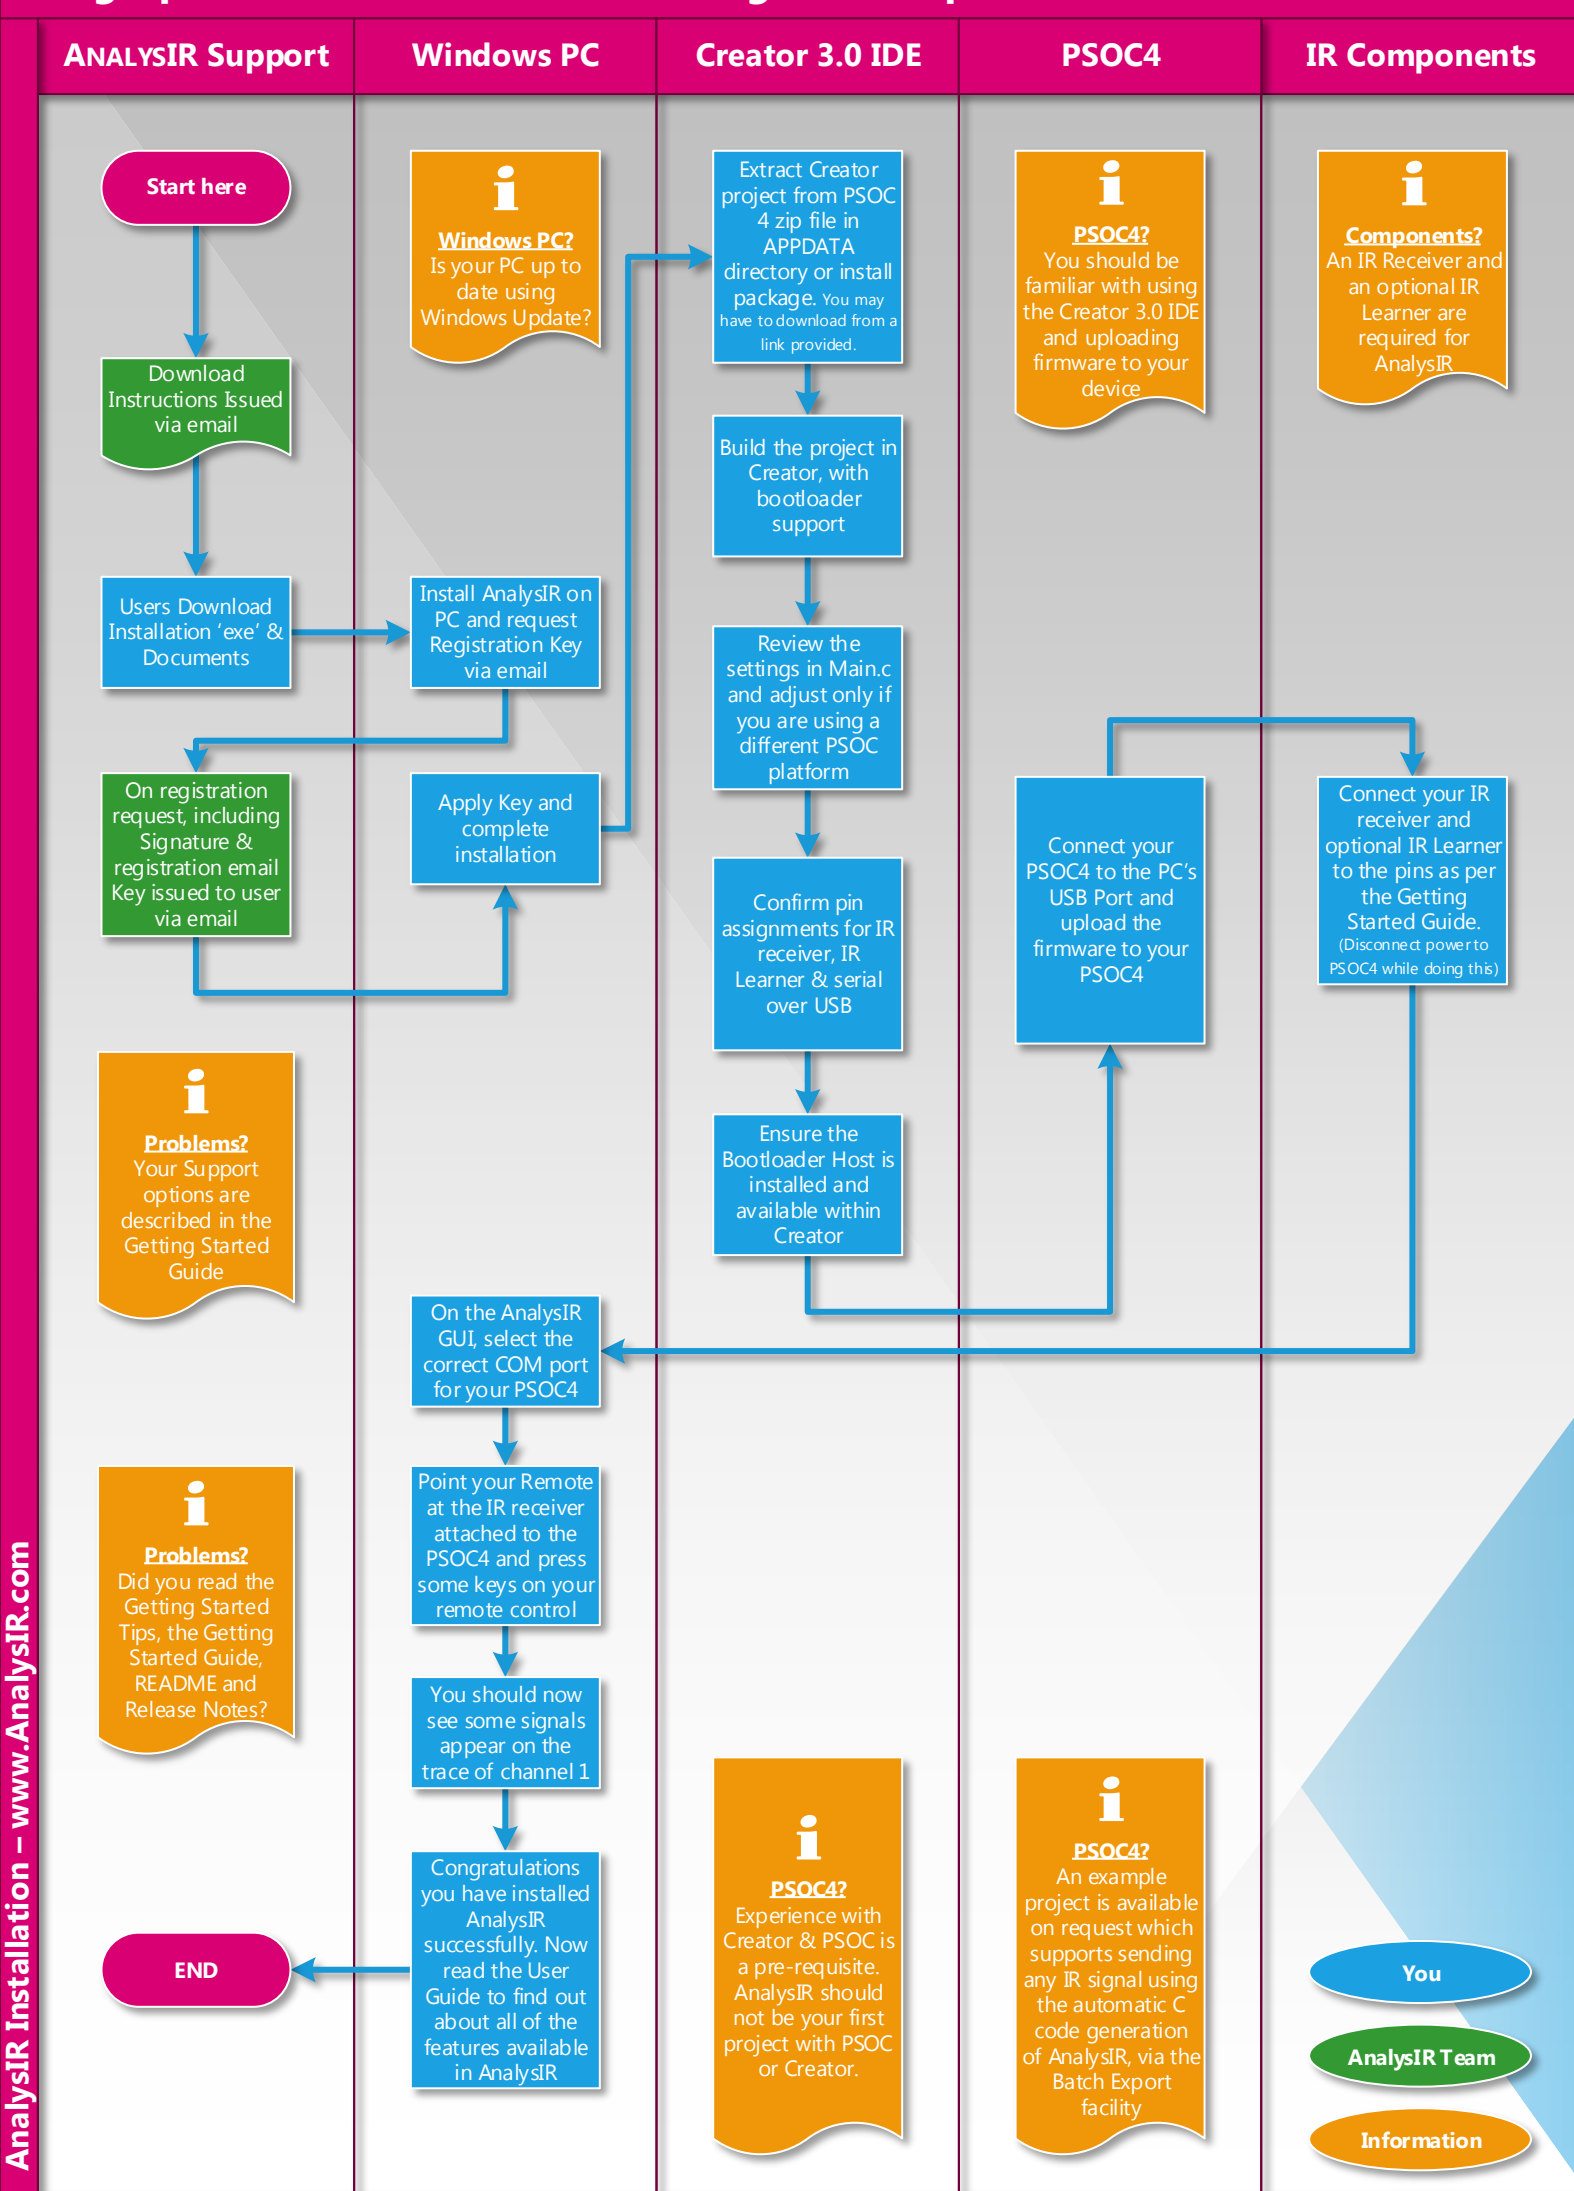 ANALYSIR Support
Windows PC
Creator 3.0 IDE
PSOC4
IR Components
Start here
Download
Instructions Issued
via email
Users Download
Installation ‘exe’ &
Documents
On registration
request, including
Signature &
registration email
Key issued to user
via email
i
Problems?
Your Support
options are
described in the
Getting Started
Guide
i
Problems?
Did you read the
Getting Started
Tips, the Getting
Started Guide,
README and
Release Notes?
END
i
Windows PC?
Is your PC up to
date using
Windows Update?
Install AnalysIR on
PC and request
Registration Key
via email
Apply Key and
complete
installation
On the AnalysIR
GUI, select the
correct COM port
for your PSOC4
Point your Remote
at the IR receiver
attached to the
PSOC4 and press
some keys on your
remote control
You should now
see some signals
appear on the
trace of channel 1
Congratulations
you have installed
AnalysIR
successfully. Now
read the User
Guide to find out
about all of the
features available
in AnalysIR
Extract Creator
project from PSOC
4 zip file in
APPDATA
directory or install
package. You may
have to download from a
link provided.
Build the project in
Creator, with
bootloader
support
Review the
settings in Main.c
and adjust only if
you are using a
different PSOC
platform
Confirm pin
assignments for IR
receiver, IR
Learner & serial
over USB
Ensure the
Bootloader Host is
installed and
available within
Creator
i
PSOC4?
Experience with
Creator & PSOC is
a pre-requisite.
AnalysIR should
not be your first
project with PSOC
or Creator.
i
PSOC4?
You should be
familiar with using
the Creator 3.0 IDE
and uploading
firmware to your
device
Connect your
PSOC4 to the PC’s
USB Port and
upload the
firmware to your
PSOC4
i
PSOC4?
An example
project is available
on request which
supports sending
any IR signal using
the automatic C
code generation
of AnalysIR, via the
Batch Export
facility
i
Components?
An IR Receiver and
an optional IR
Learner are
required for
AnalysIR
Connect your IR
receiver and
optional IR Learner
to the pins as per
the Getting
Started Guide.
(Disconnect power to
PSOC4 while doing this)
You
AnalysIR Team
Information
AnalysIR Installation – www.AnalysIR.com